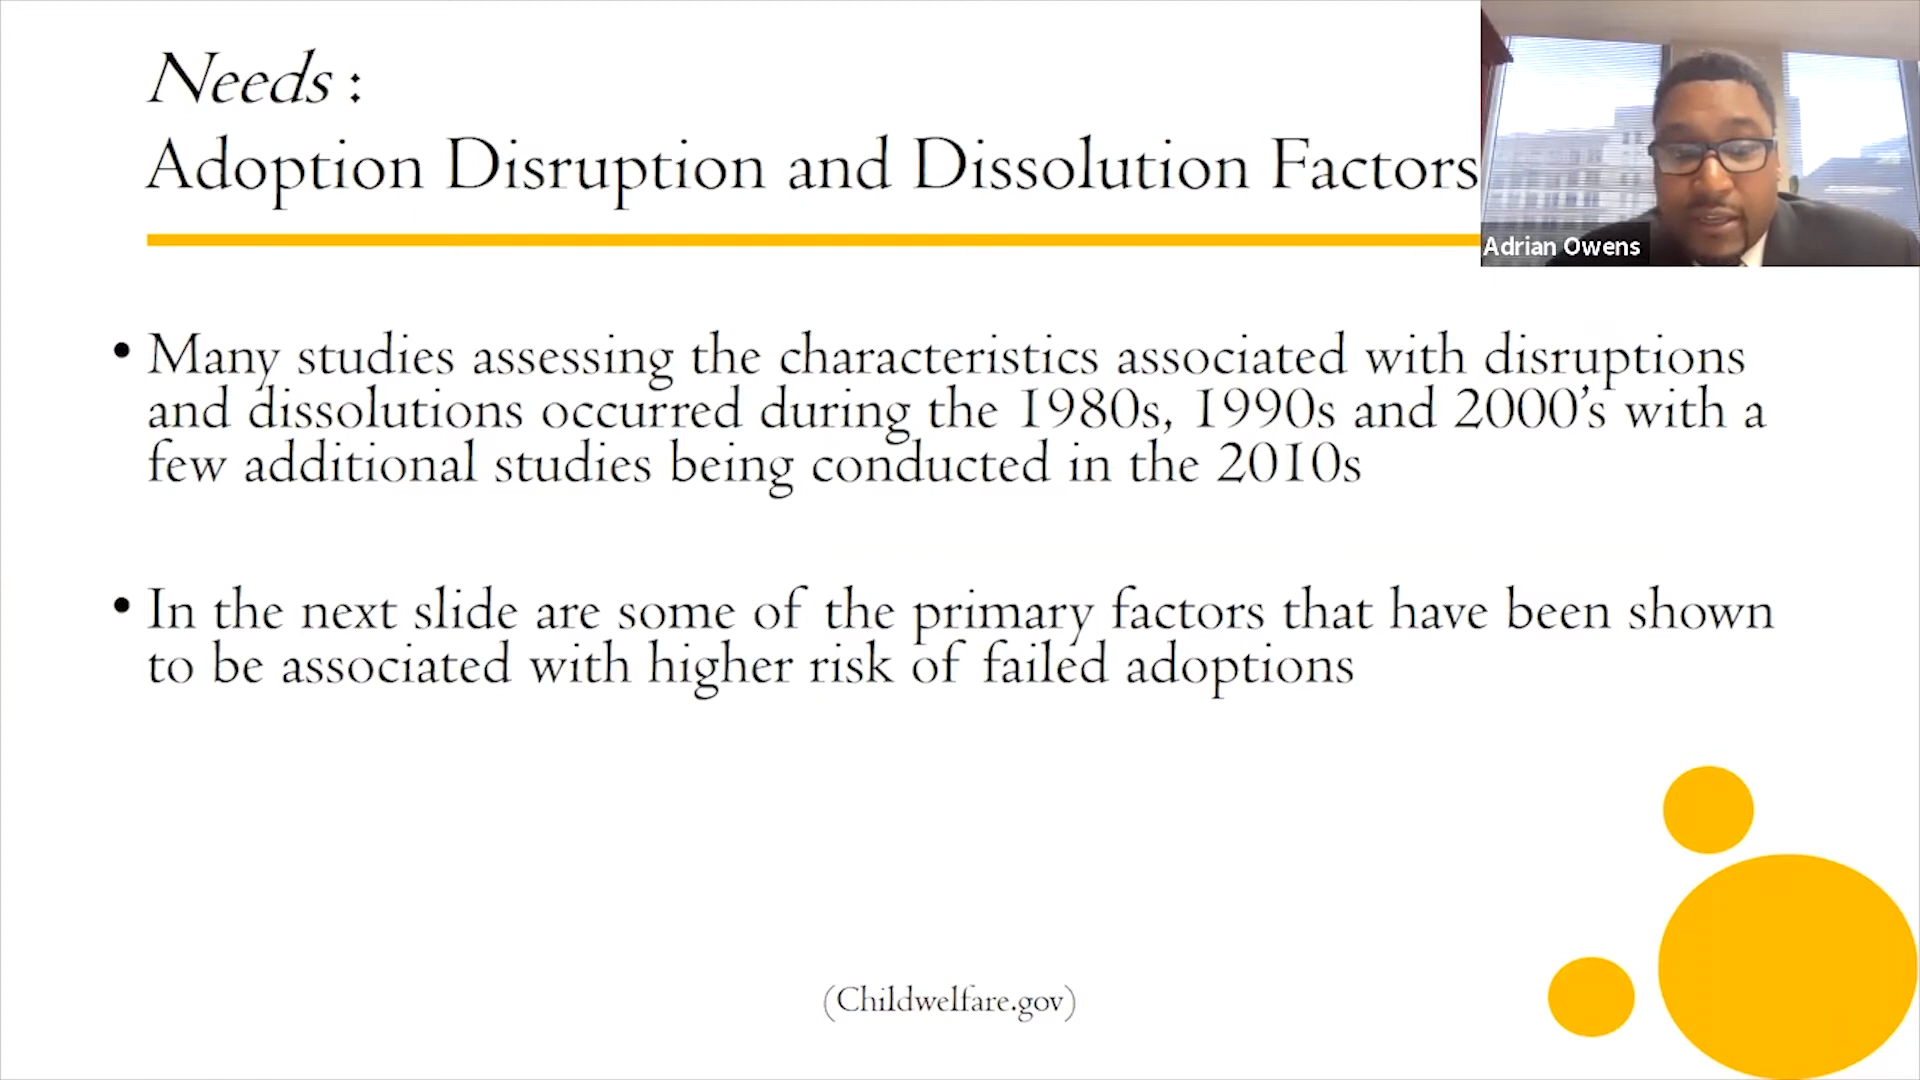 Needs :
Adoption Disruption and Dissolution Factors
Adrian Owens
• Many studies assessing the characteristics associated with disruptions
and dissolutions occurred during the 1980s, 1990s and 2000’s with a
few additional studies being conducted in the 2010s
• In the next slide are some of the primary factors that have been shown
to be associated with higher risk of failed adoptions
(Childwelfare.gov)